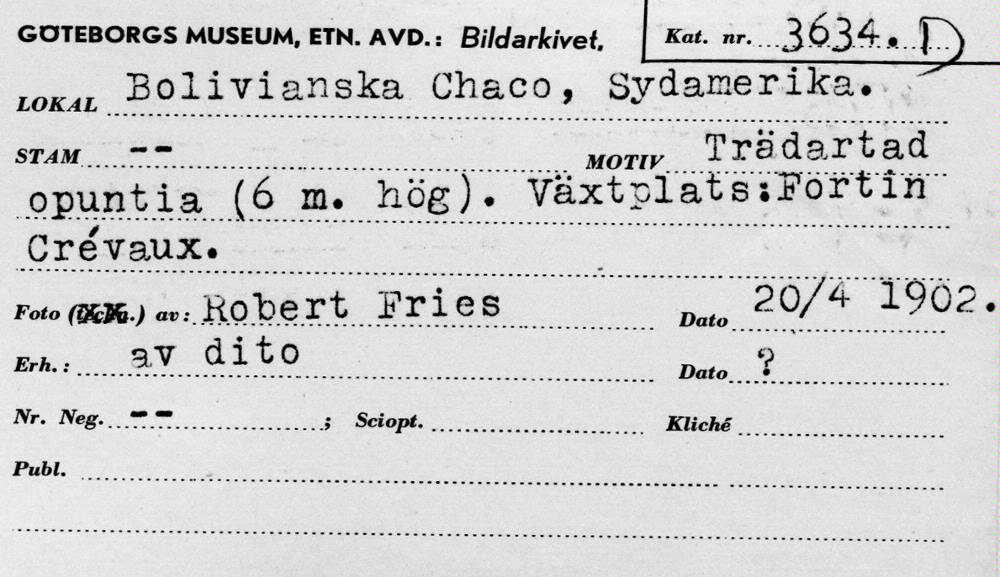 GÖTEBORGS MUSEUM, ETN. AVD.: Bildarkivet. Kat. nr. 3634. D
LOKAL Bolivianska Chaco, Sydamerika.
STAM -- MOTIV Trädartad
opuntia (6 m. hög). Växtplats:Fortin
Crévaux.
Foto (teckn.) av: Robert Fries Dato 20/4 1902.
Erh.: av dito Dato ?
Nr. Neg. -- ; Sciopt. Kliché
Publ.